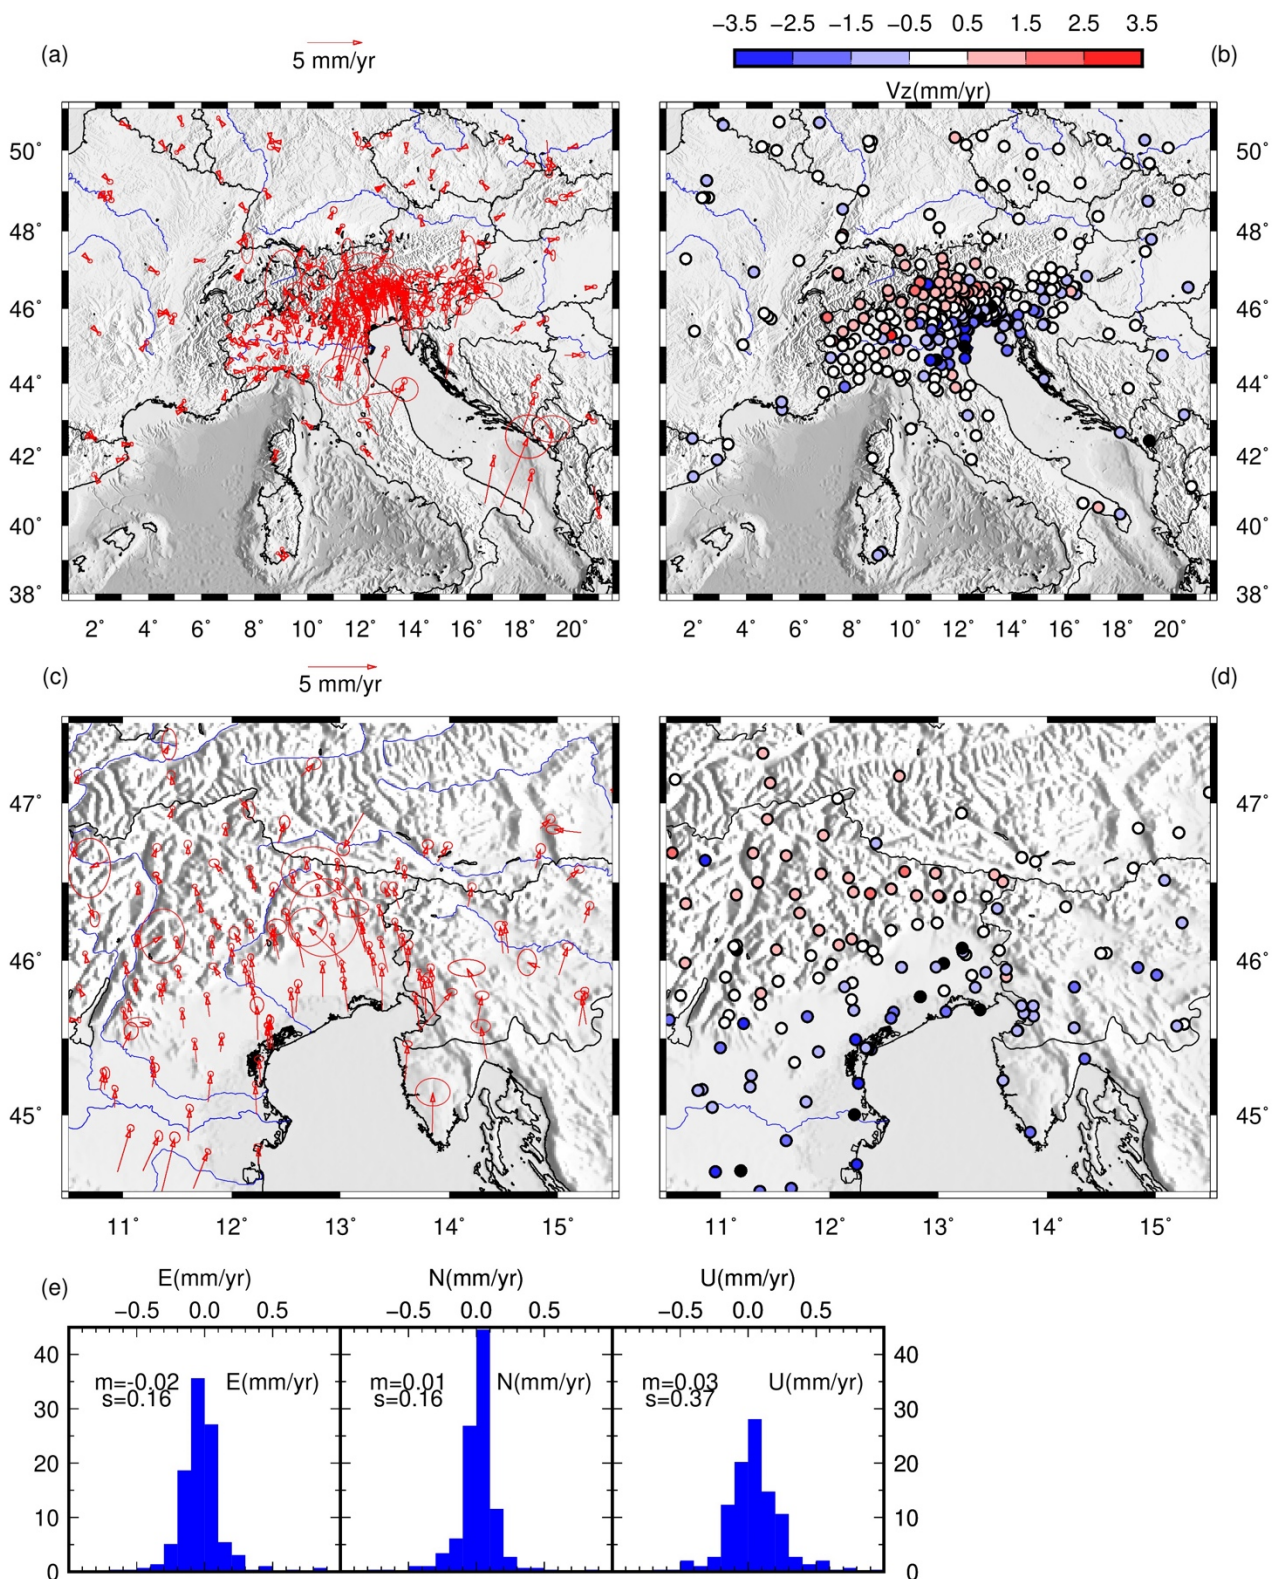 −3.5 −2.5 −1.5 −0.5 0.5 1.5 2.5 3.5
(a) 5 mm/yr (b)
Vz(mm/yr)
50˚ 50˚
48˚ 48˚
46˚ 46˚
44˚ 44˚
42˚ 42˚
40˚ 40˚
38˚ 38˚
2˚ 4˚ 6˚ 8˚ 10˚ 12˚ 14˚ 16˚ 18˚ 20˚ 2˚ 4˚ 6˚ 8˚ 10˚ 12˚ 14˚ 16˚ 18˚ 20˚
(c) 5 mm/yr (d)
47˚ 47˚
46˚ 46˚
45˚ 45˚
11˚ 12˚ 13˚ 14˚ 15˚ 11˚ 12˚ 13˚ 14˚ 15˚
(e) E(mm/yr) N(mm/yr) U(mm/yr)
−0.5 0.0 0.5 −0.5 0.0 0.5 −0.5 0.0 0.5
40 40
m=-0.02 E(mm/yr) m=0.01 N(mm/yr) m=0.03 U(mm/yr)
s=0.16 s=0.16 s=0.37
30 30
20 20
10 10
0 0